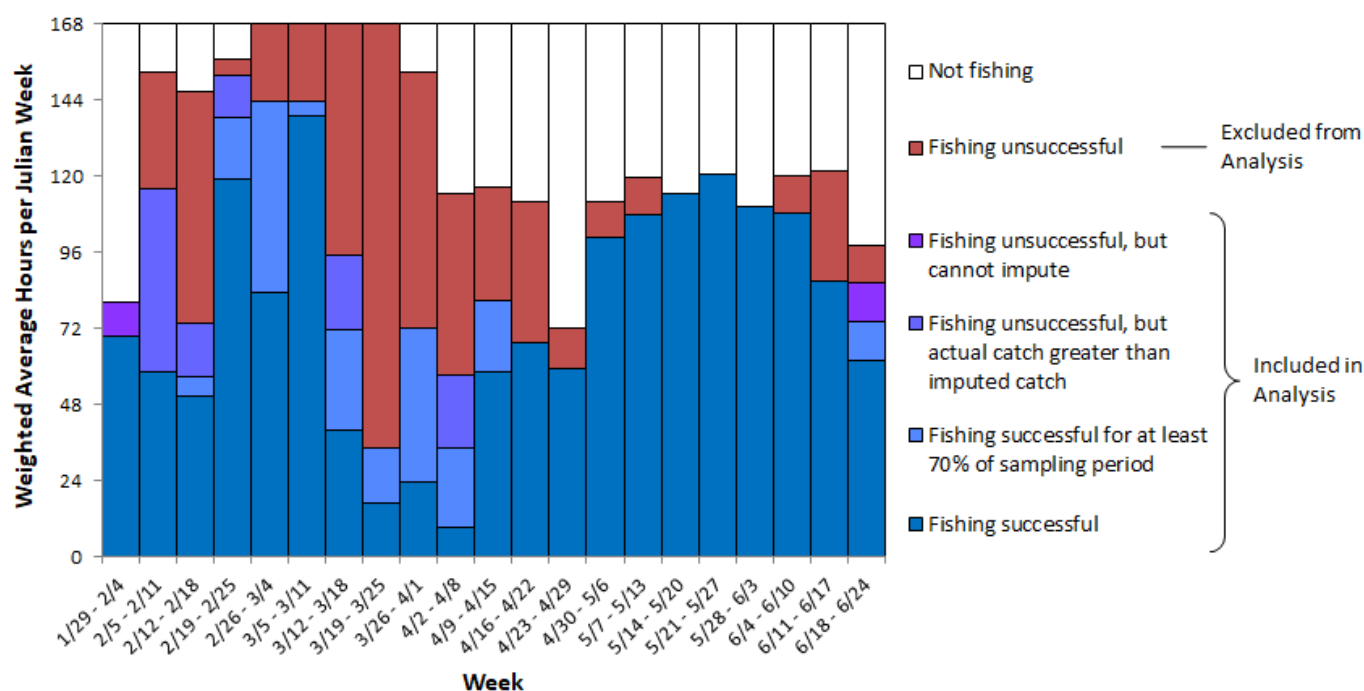 Weighted Average Hours per Julian Week
168
144
120
96
72
48
24
0
1/29 - 2/4
2/5 - 2/11
2/12 - 2/18
2/19 - 2/25
2/26 - 3/4
3/5 - 3/11
3/12 - 3/18
3/19 - 3/25
3/26 - 4/1
4/2 - 4/8
4/9 - 4/15
4/16 - 4/22
4/23 - 4/29
4/30 - 5/6
5/7 - 5/13
5/14 - 5/20
5/21 - 5/27
5/28 - 6/3
6/4 - 6/10
6/11 - 6/17
6/18 - 6/24
Week
Not fishing
Fishing unsuccessful
Excluded from
Analysis
Fishing unsuccessful, but
cannot impute
Fishing unsuccessful, but
actual catch greater than
imputed catch
Fishing successful for at least
70% of sampling period
Fishing successful
Included in
Analysis